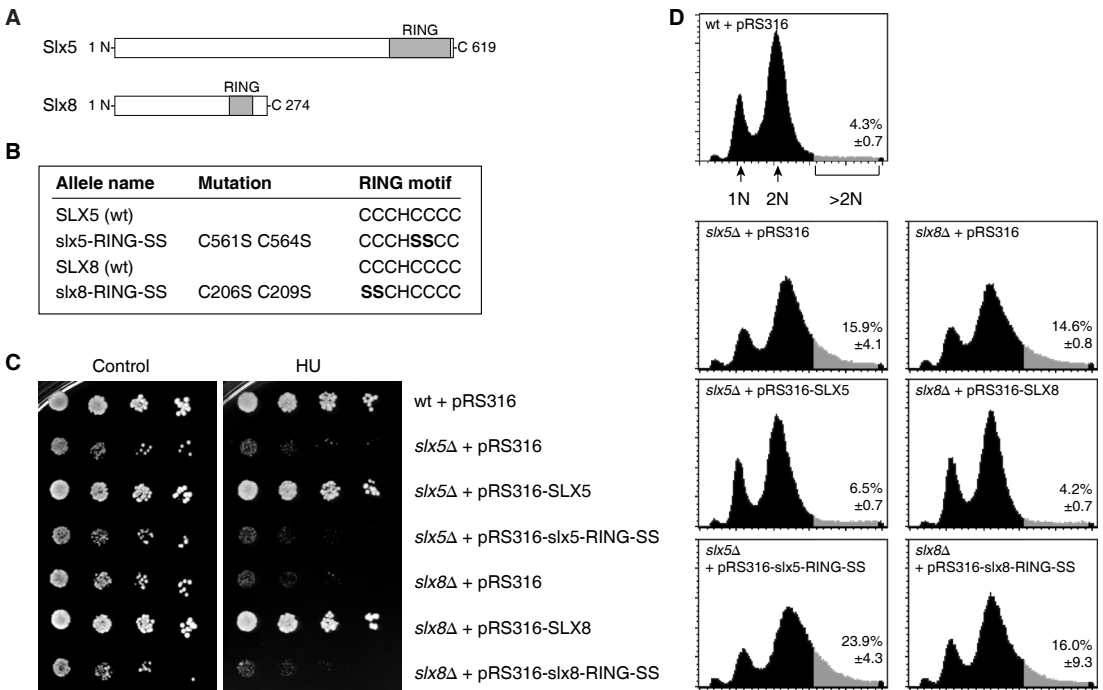 A
RING
Slx5 1 N- -C 619
RING
Slx8 1 N- -C 274
B
Allele name Mutation RING motif
SLX5 (wt) CCCHCCCC
slx5-RING-SS C561S C564S CCCHSSCC
SLX8 (wt) CCCHCCCC
slx8-RING-SS C206S C209S SSCHCCCC
C
Control HU
wt + pRS316
slx5Δ + pRS316
slx5Δ + pRS316-SLX5
slx5Δ + pRS316-slx5-RING-SS
slx8Δ + pRS316
slx8Δ + pRS316-SLX8
slx8Δ + pRS316-slx8-RING-SS
D
wt + pRS316
4.3%
±0.7
1N 2N >2N
slx5Δ + pRS316
15.9%
±4.1
slx8Δ + pRS316
14.6%
±0.8
slx5Δ + pRS316-SLX5
6.5%
±0.7
slx8Δ + pRS316-SLX8
4.2%
±0.7
slx5Δ
+ pRS316-slx5-RING-SS
23.9%
±4.3
slx8Δ
+ pRS316-slx8-RING-SS
16.0%
±9.3